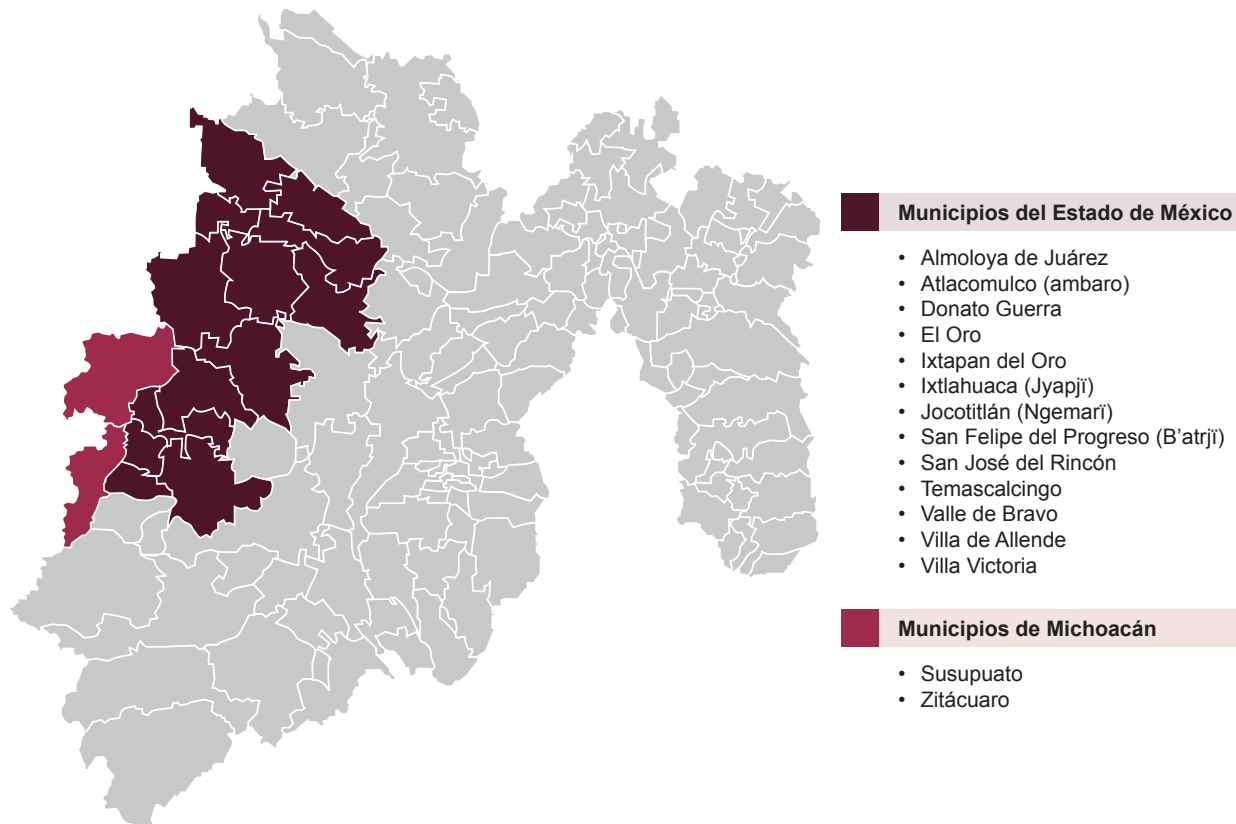 Municipios del Estado de México
• Almoloya de Juárez
• Atlacomulco (ambaro)
• Donato Guerra
• El Oro
• Ixtapan del Oro
• Ixtlahuaca (Jyapjï)
• Jocotitlán (Ngemarï)
• San Felipe del Progreso (B’atrjï)
• San José del Rincón
• Temascalcingo
• Valle de Bravo
• Villa de Allende
• Villa Victoria
Municipios de Michoacán
• Susupuato
• Zitácuaro